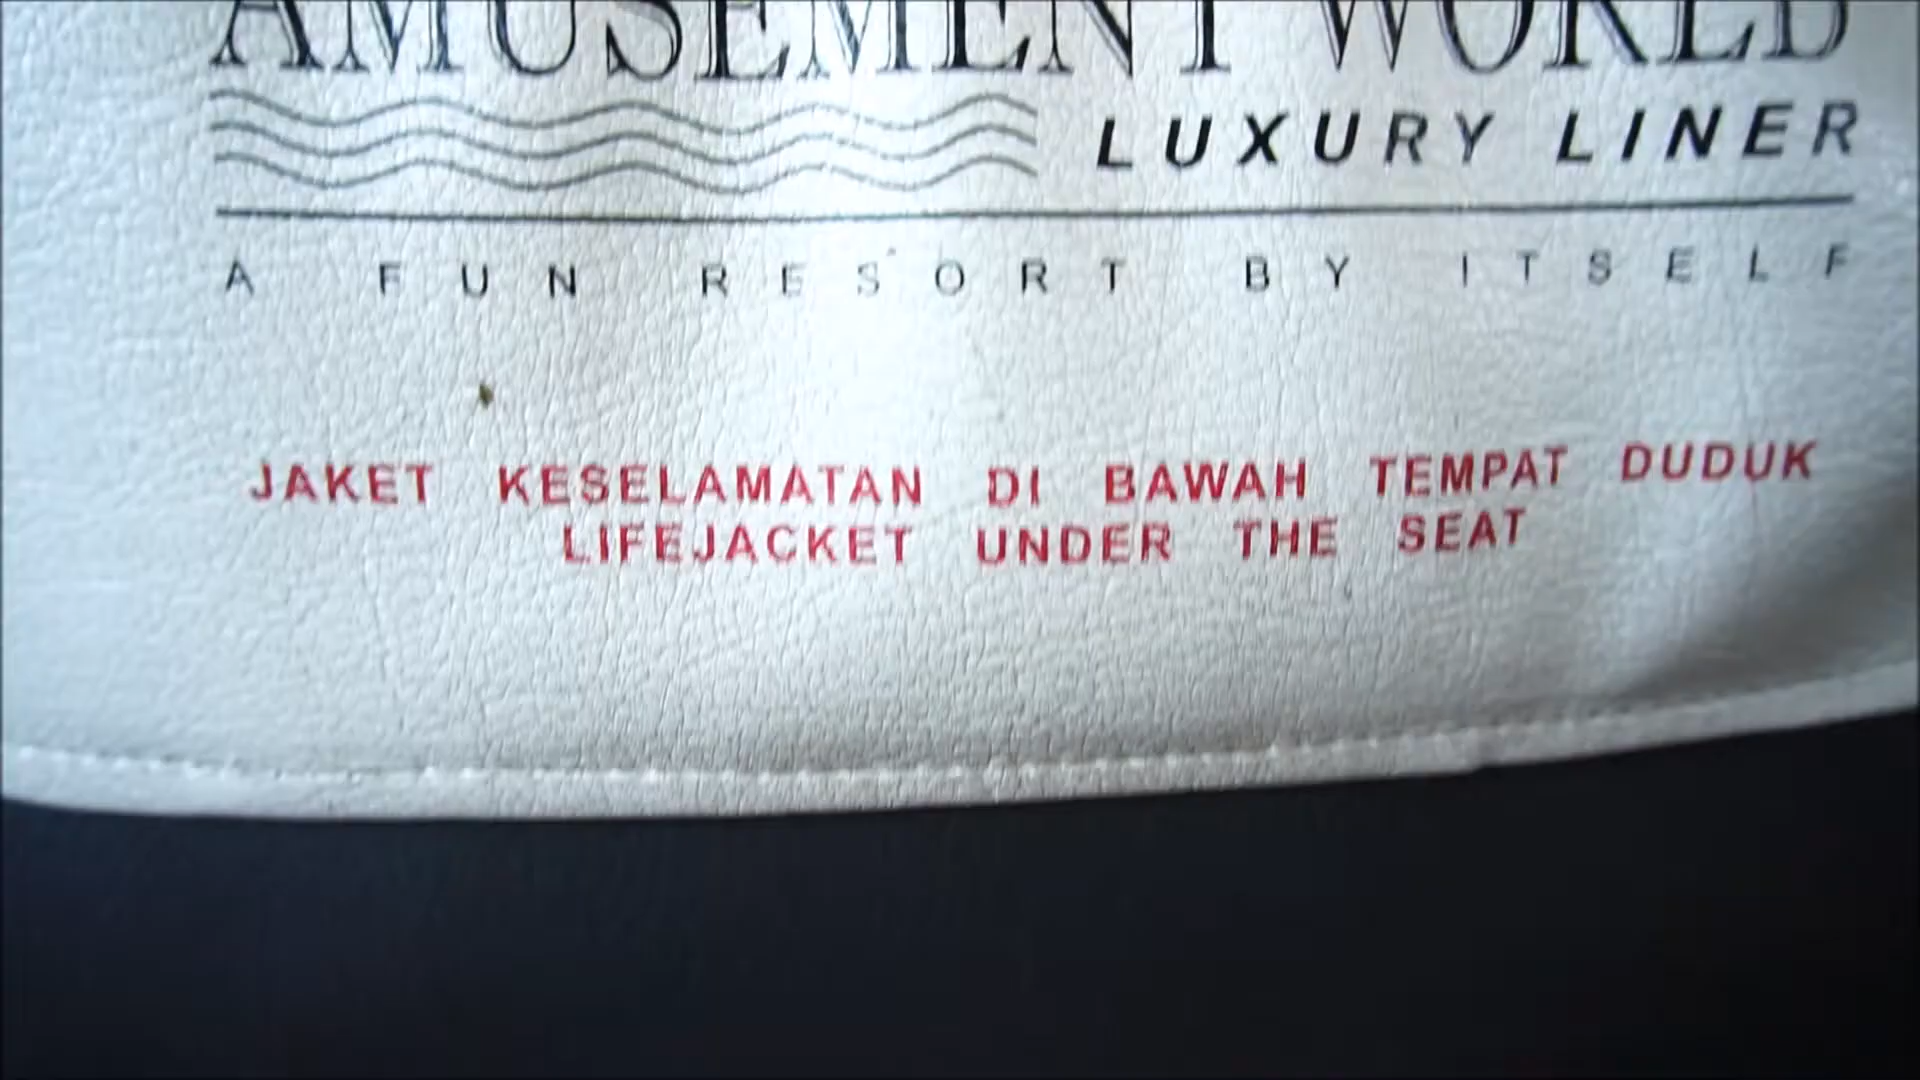 AMUSEMENT WORLD
LUXURY LINER
A FUN RESORT BY ITSELF
JAKET KESELAMATAN DI BAWAH TEMPAT DUDUK
LIFEJACKET UNDER THE SEAT